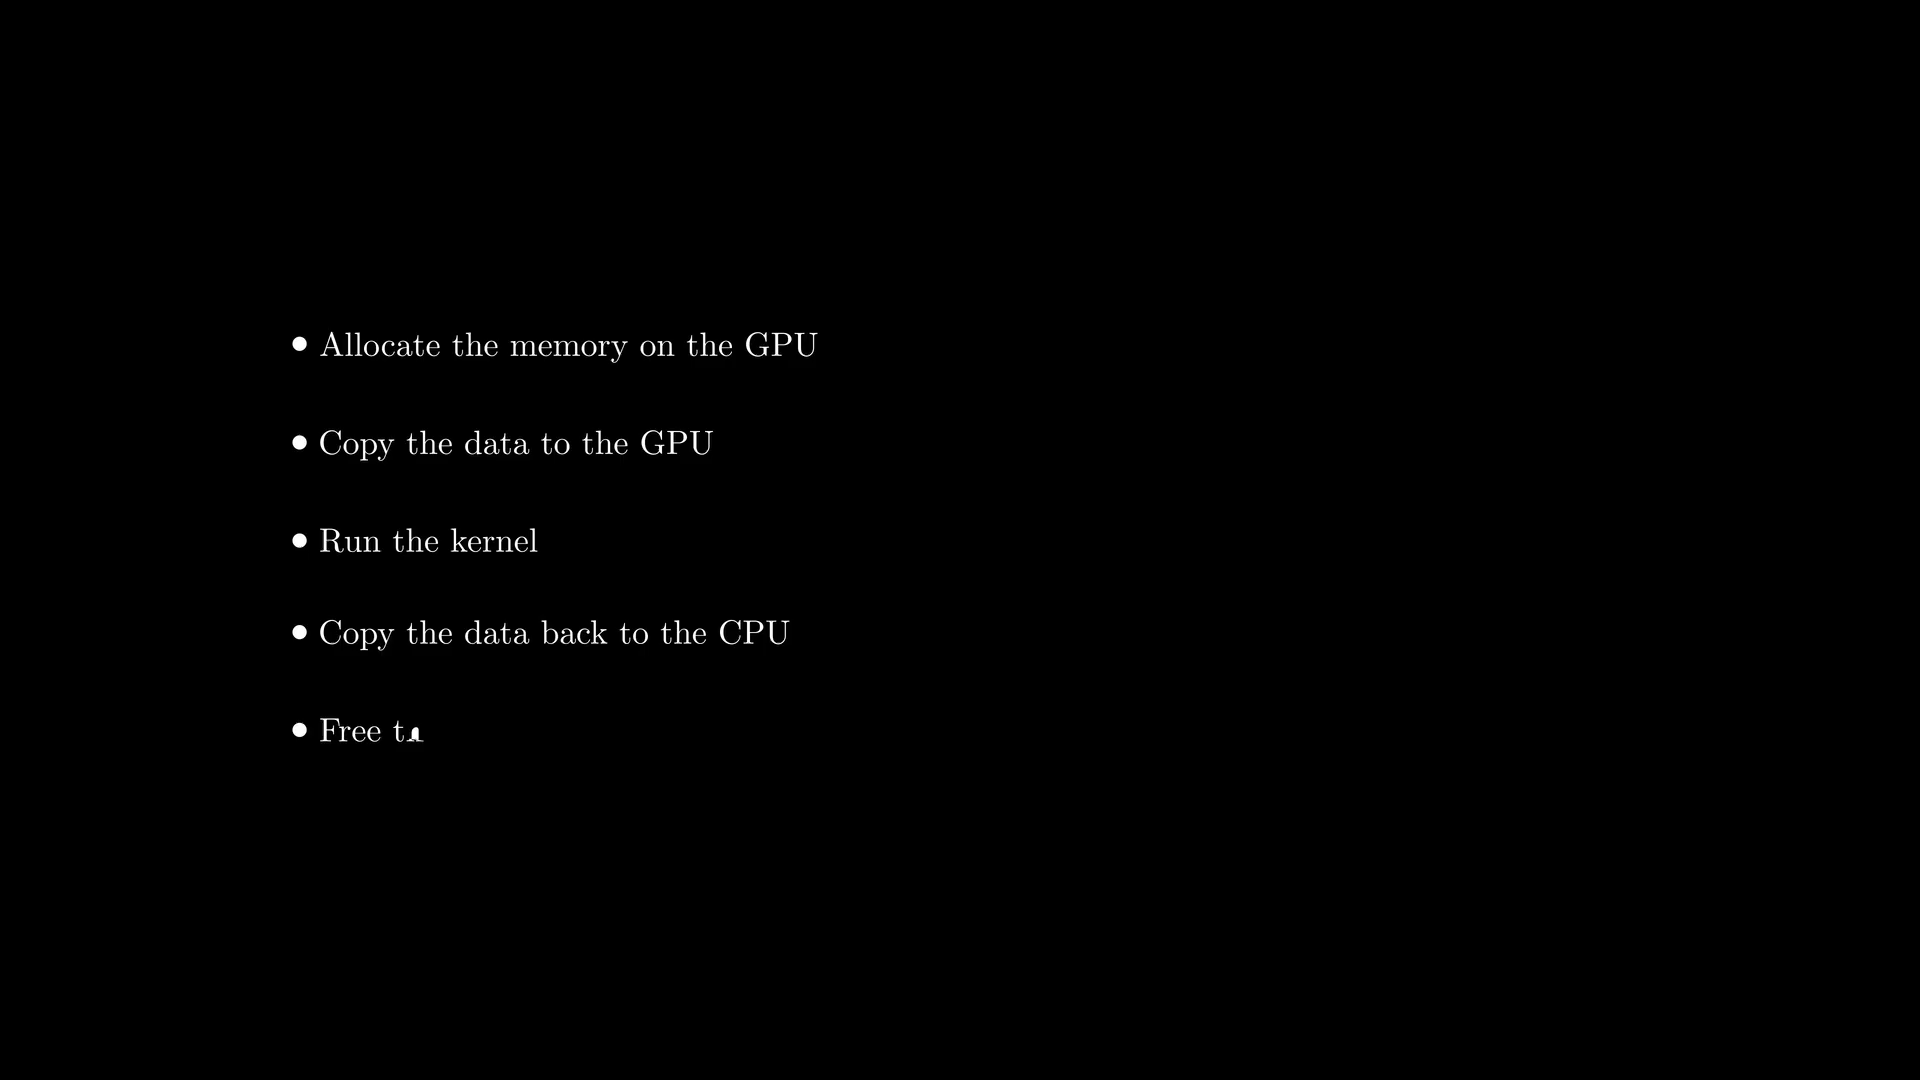 • Allocate the memory on the GPU
• Copy the data to the GPU
• Run the kernel
• Copy the data back to the CPU
• Free